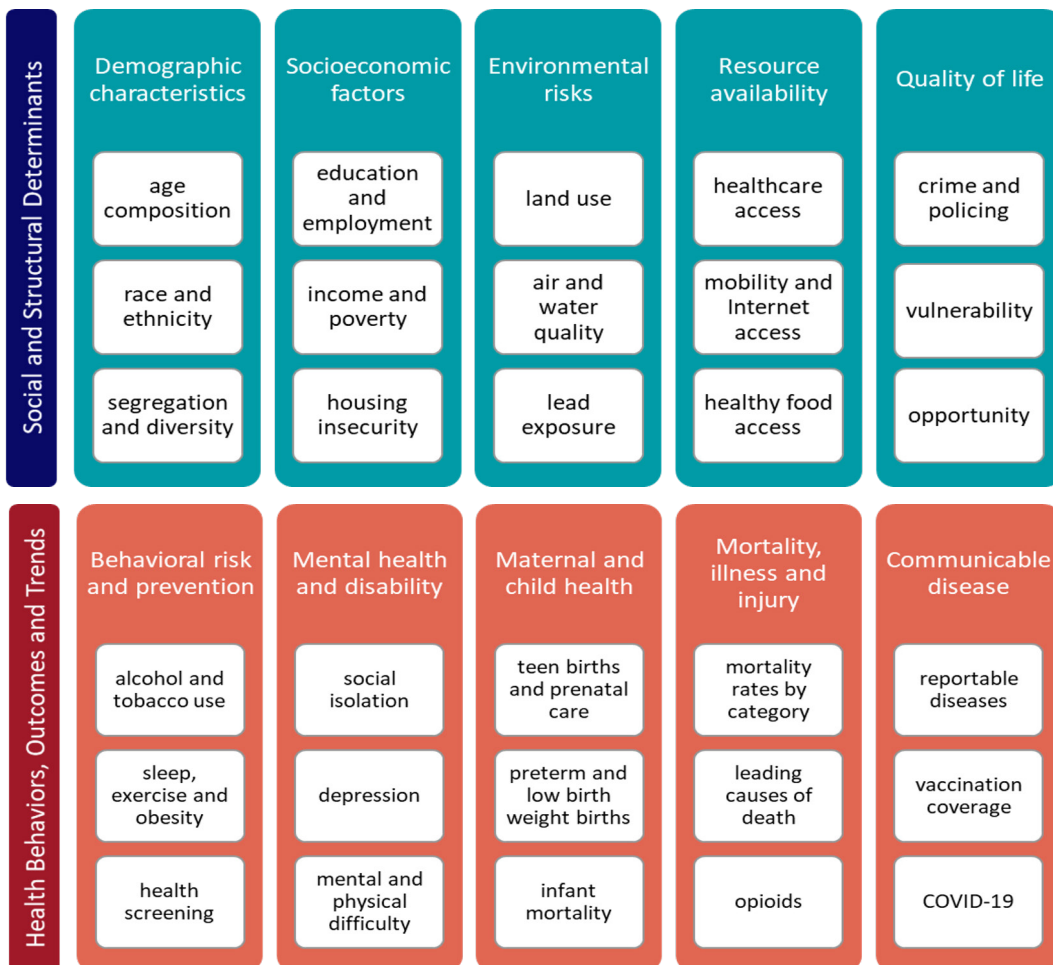 Social and Structural Determinants
Demographic
characteristics
age
composition
race and
ethnicity
segregation
and diversity
Socioeconomic
factors
education
and
employment
income and
poverty
housing
insecurity
Environmental
risks
land use
air and
water
quality
lead
exposure
Resource
availability
healthcare
access
mobility and
Internet
access
healthy food
access
Quality of life
crime and
policing
vulnerability
opportunity
Health Behaviors, Outcomes and Trends
Behavioral risk
and prevention
alcohol and
tobacco use
sleep,
exercise and
obesity
health
screening
Mental health
and disability
social
isolation
depression
mental and
physical
difficulty
Maternal and
child health
teen births
and prenatal
care
preterm and
low birth
weight births
infant
mortality
Mortality,
illness and
injury
mortality
rates by
category
leading
causes of
death
opioids
Communicable
disease
reportable
diseases
vaccination
coverage
COVID-19